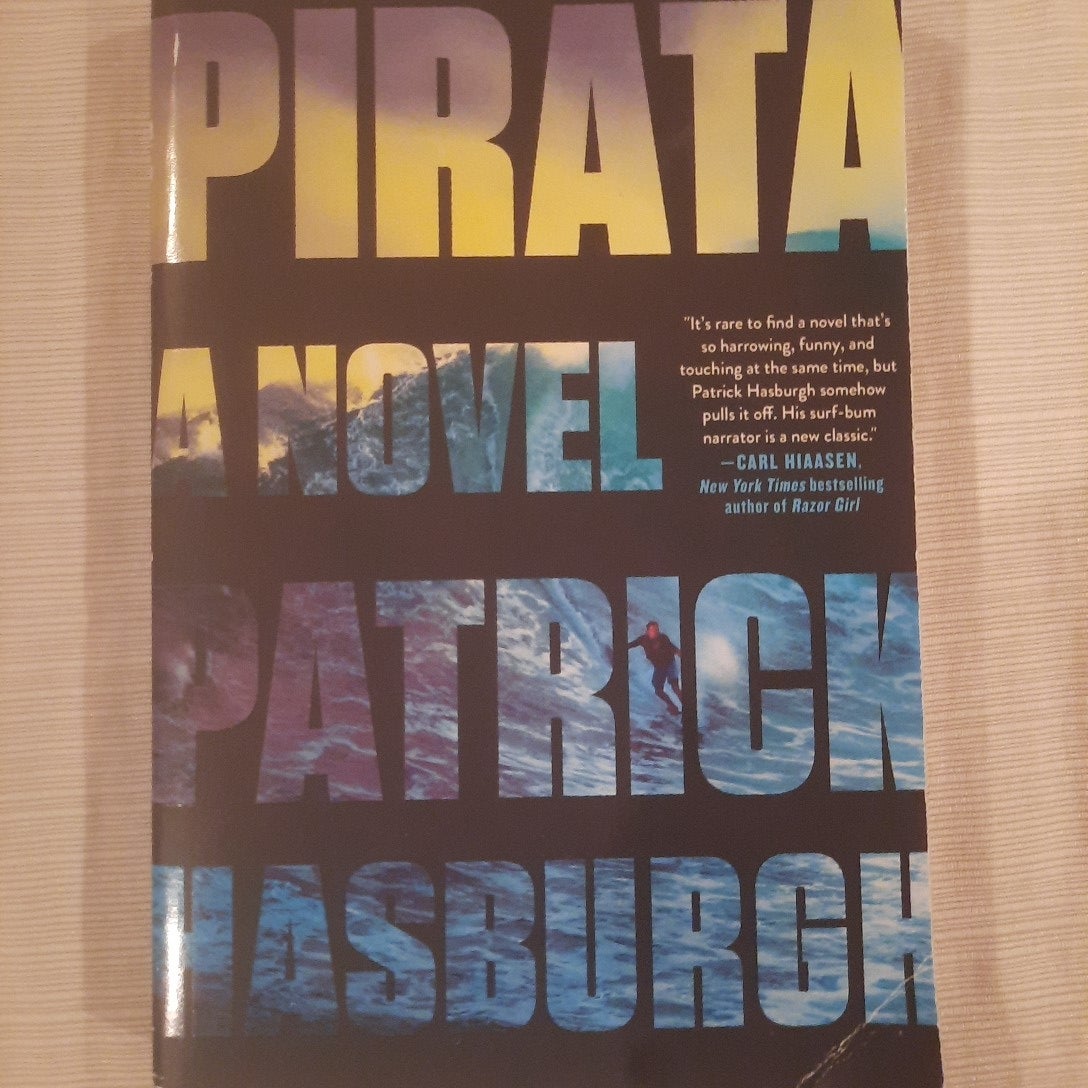 PIRATA
A NOVEL
"It's rare to find a novel that's
so harrowing, funny, and
touching at the same time, but
Patrick Hasburgh somehow
pulls it off. His surf-bum
narrator is a new classic."
—CARL HIAASEN,
New York Times bestselling
author of Razor Girl
PATRICK
HASBURGH